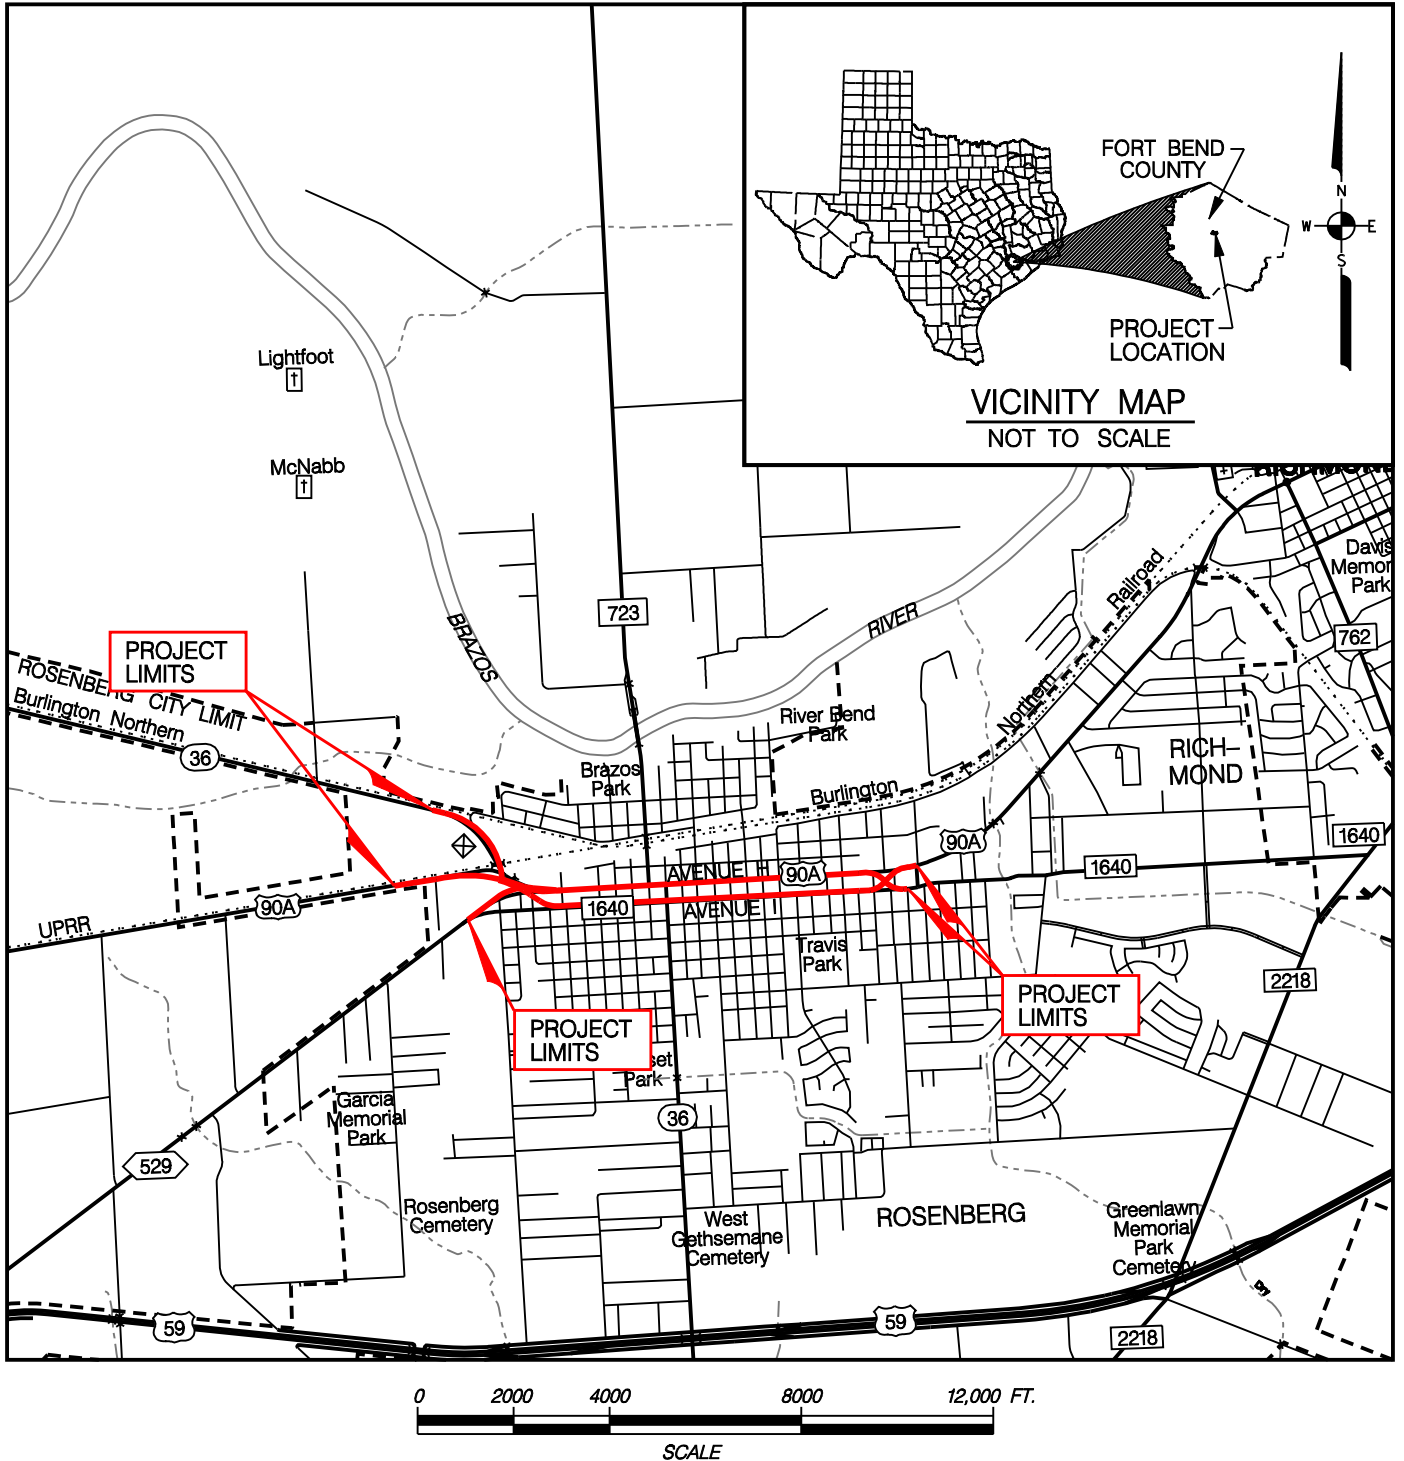 FORT BEND
COUNTY
N
W
E
S
PROJECT
LOCATION
VICINITY MAP
NOT TO SCALE
Lightfoot
McNabb
Davis
Railroad
Park
723
BRAZOS
RIVER
762
PROJECT
LIMITS
CITY LIMIT
Burlington Northern
36
Northern
River Bend
Park
RICH-
MOND
Brazos
Park
Burlington
90A
1640
1640
AVENUE H
90A
90A
1640
AVENUE I
UPRR
Travis
Park
2218
PROJECT
LIMITS
PROJECT
LIMITS
Park
36
Garcia
Memorial
Park
529
Rosenberg
Cemetery
West
Gethsemane
Cemetery
ROSENBERG
Greenlawn
Memorial
Park
Cemetery
Dry
59
59
2218
0 2000 4000 8000 12,000 FT.
SCALE